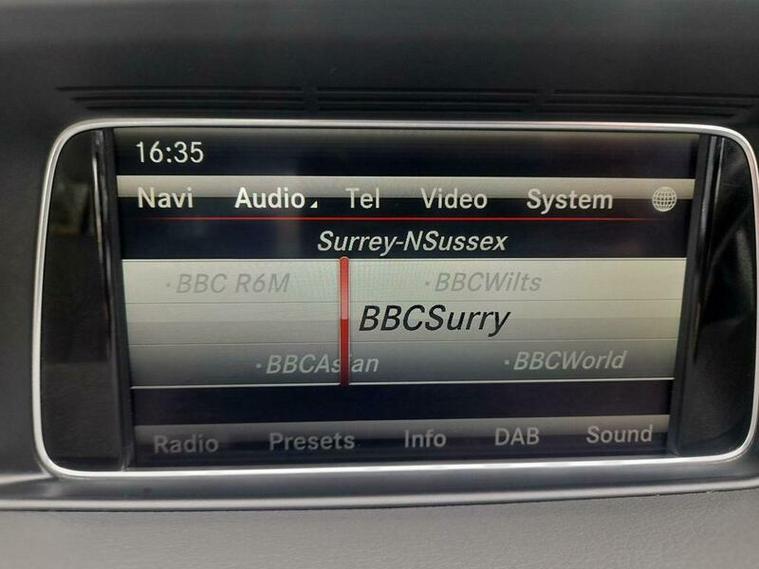 16:35
Navi Audio Tel Video System
Surrey-NSussex
·BBC R6M ·BBCWilts
BBCSurry
·BBCAsian ·BBCWorld
Radio Presets Info DAB Sound